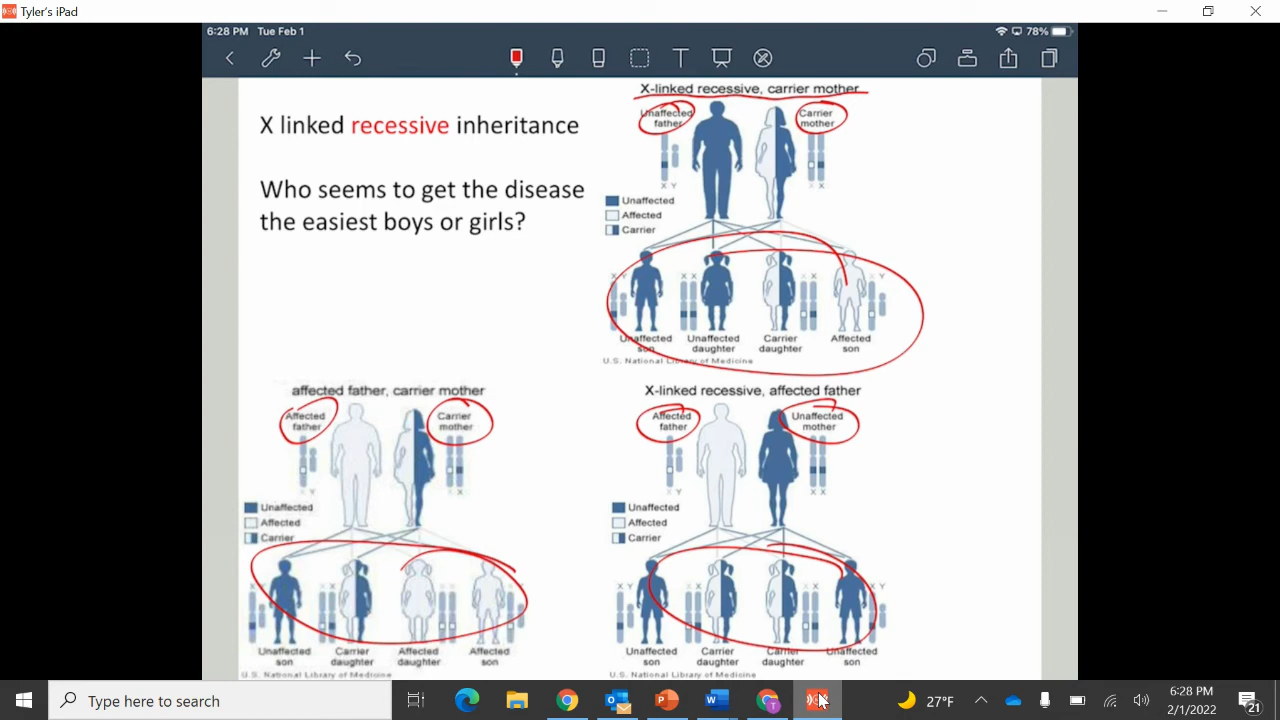 Tyler's iPad
6:28 PM Tue Feb 1
78%
X linked recessive inheritance
Who seems to get the disease
the easiest boys or girls?
X-linked recessive, carrier mother
Unaffected
father
Carrier
mother
X Y
X X
Unaffected
Affected
Carrier
X Y
X X
X X
X Y
Unaffected
son
Unaffected
daughter
Carrier
daughter
Affected
son
U.S. National Library of Medicine
affected father, carrier mother
Affected
father
Carrier
mother
X Y
X X
Unaffected
Affected
Carrier
Unaffected
son
Carrier
daughter
Affected
daughter
Affected
son
U.S. National Library of Medicine
X-linked recessive, affected father
Affected
father
Unaffected
mother
X Y
X X
Unaffected
Affected
Carrier
X Y
X X
X X
X Y
Unaffected
son
Carrier
daughter
Carrier
daughter
Unaffected
son
U.S. National Library of Medicine
Type here to search
27°F
6:28 PM
2/1/2022
21